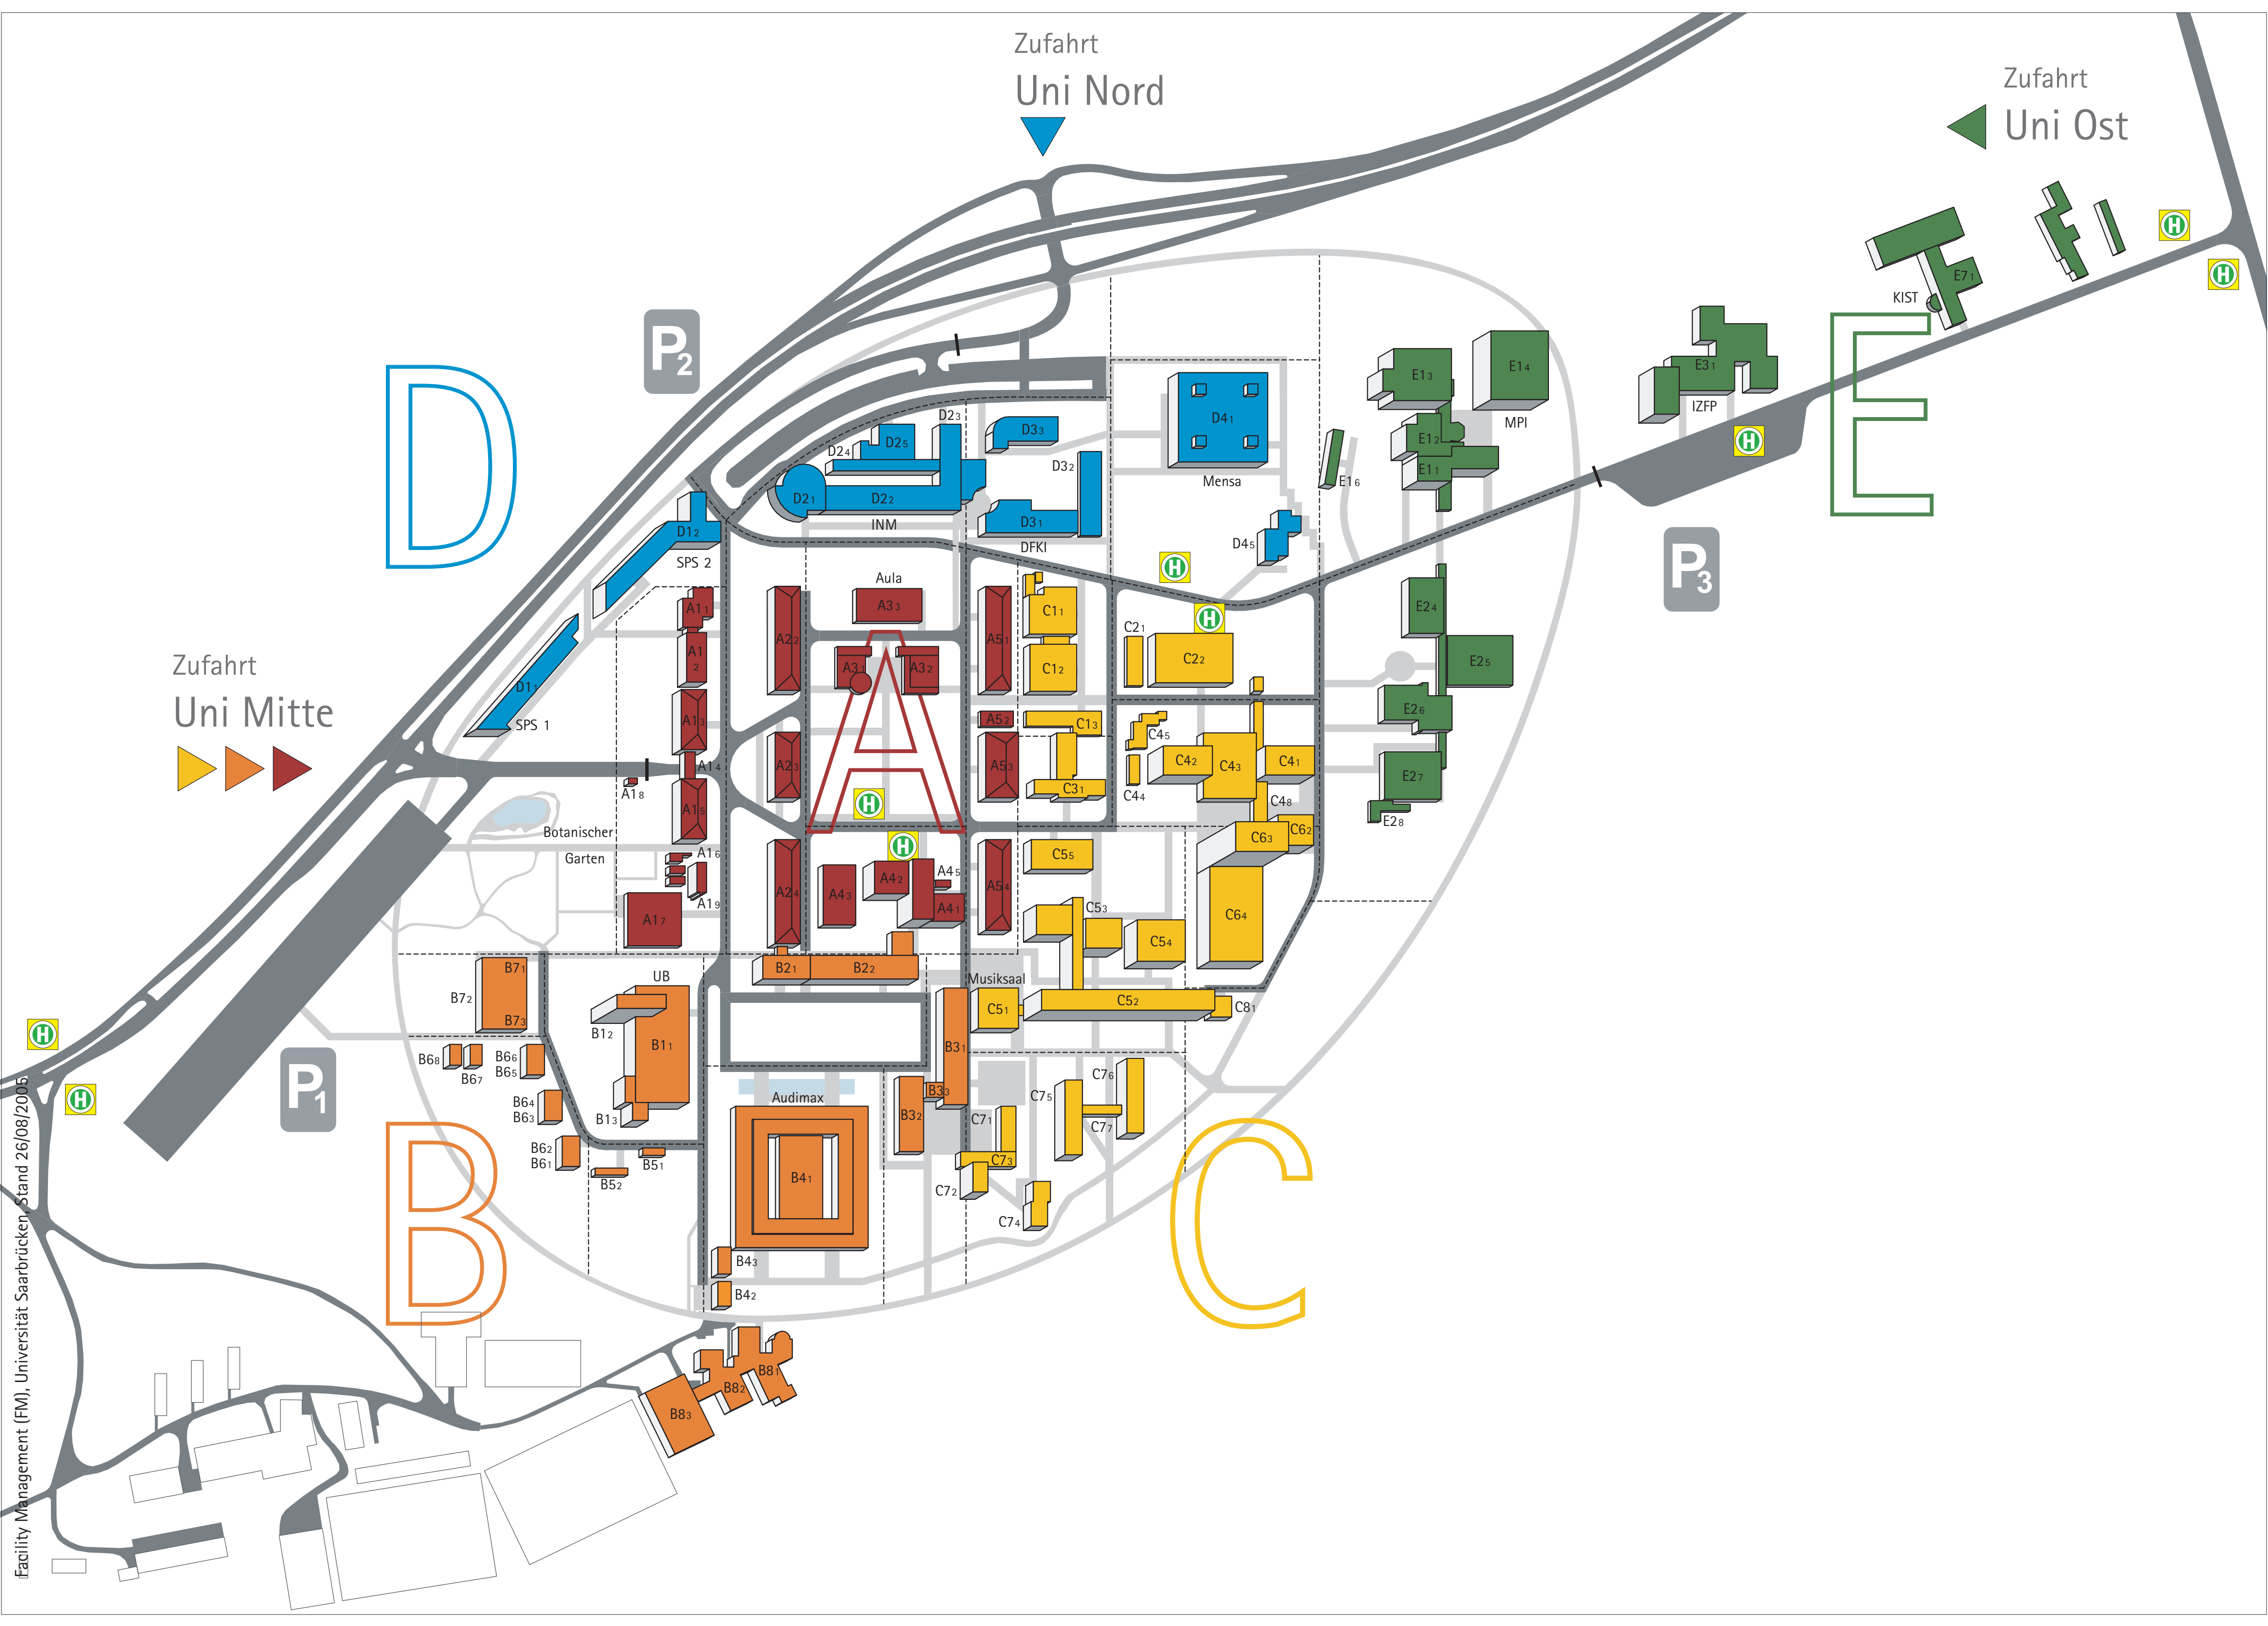 Zufahrt
Uni Nord
Zufahrt
Uni Ost
Zufahrt
Uni Mitte
P2
P3
P1
D
E
A
B
C
H
H
H
H
H
H
H
H
H
E71
KIST
E31
IZFP
E13
E14
MPI
E12
E11
E16
D41
Mensa
D45
D23
D33
D25
D24
D32
D21
D22
INM
D31
DFKI
D12
SPS 2
D11
SPS 1
Aula
A33
A31
A32
A11
A1
2
A13
A14
A15
A18
A16
A19
A17
A22
A23
A24
A51
A52
A53
A54
A43
A42
A45
A41
Botanischer
Garten
C11
C12
C13
C21
C22
C31
C45
C42
C43
C41
C44
C48
C63
C62
C64
C55
C53
C54
Musiksaal
C51
C52
C81
C76
C75
C77
C71
C73
C72
C74
E24
E25
E26
E27
E28
B71
B72
B73
UB
B12
B11
B13
B21
B22
B31
B33
B32
B68
B67
B66
B65
B64
B63
B62
B61
B51
B52
Audimax
B41
B43
B42
B81
B82
B83
Facility Management (FM), Universität Saarbrücken, Stand 26/08/2005